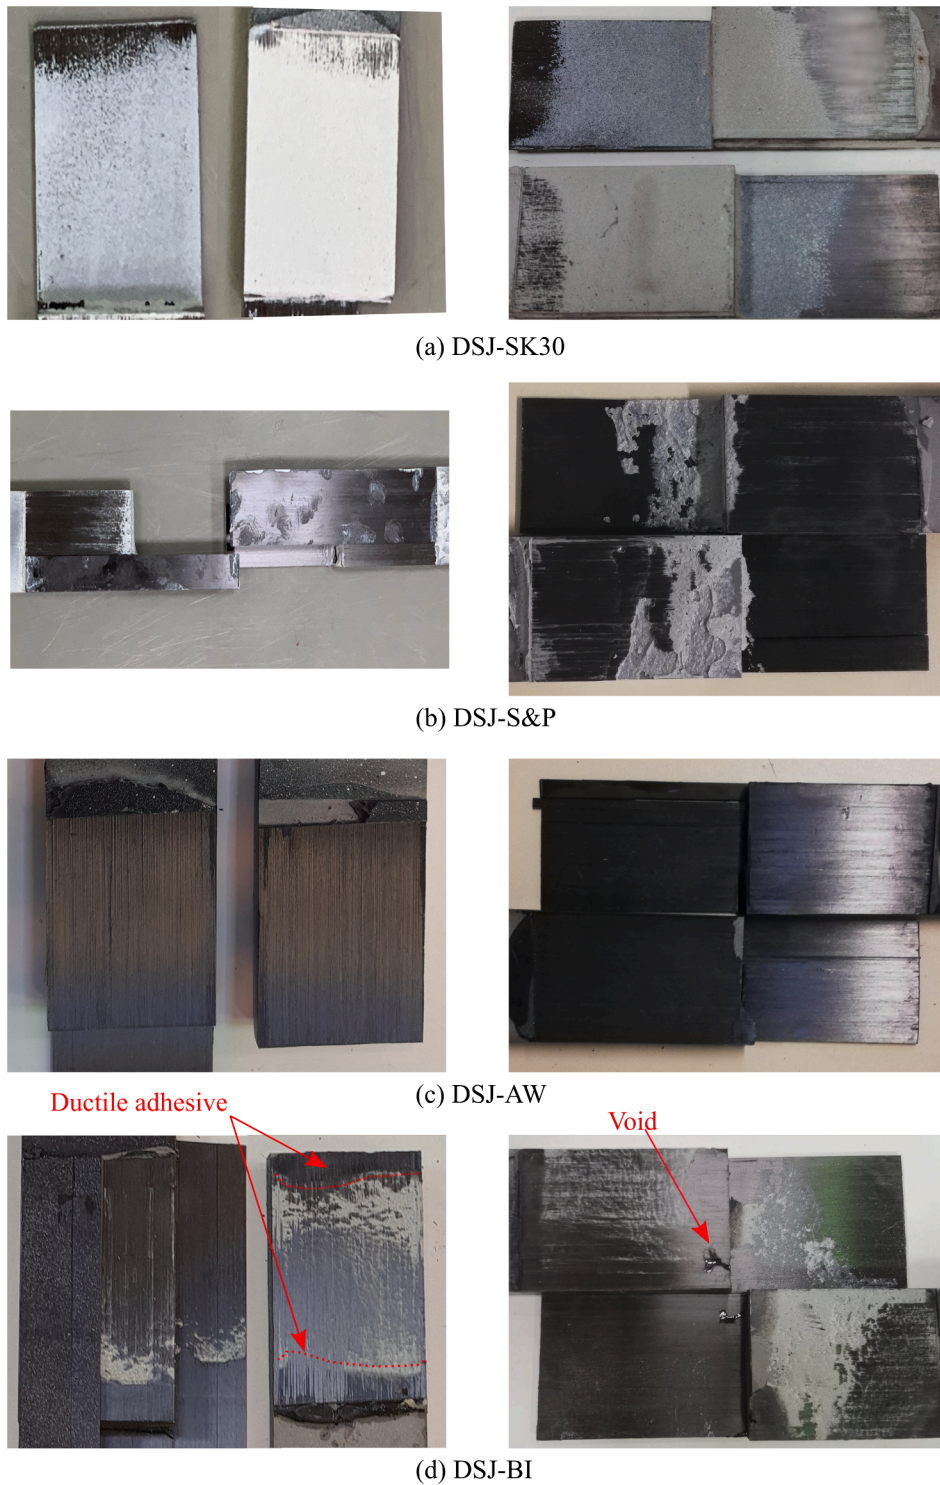 (a) DSJ-SK30
(b) DSJ-S&P
(c) DSJ-AW
Ductile adhesive
Void
(d) DSJ-BI